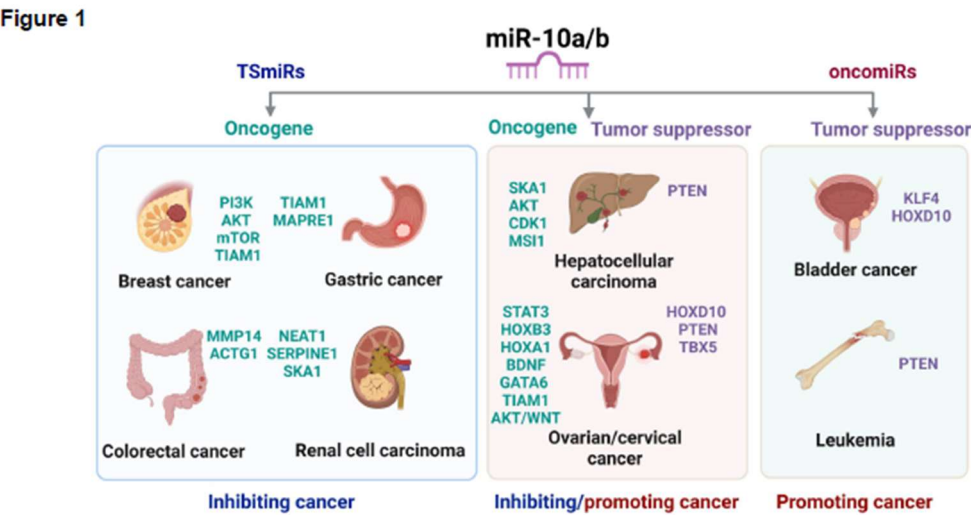 Figure 1
miR-10a/b
TSmiRs
oncomiRs
Oncogene
Oncogene Tumor suppressor
Tumor suppressor
PI3K
AKT
mTOR
TIAM1
TIAM1
MAPRE1
Breast cancer
Gastric cancer
MMP14
ACTG1
NEAT1
SERPINE1
SKA1
Colorectal cancer
Renal cell carcinoma
Inhibiting cancer
SKA1
AKT
CDK1
MSI1
PTEN
Hepatocellular
carcinoma
STAT3
HOXB3
HOXA1
BDNF
GATA6
TIAM1
AKT/WNT
HOXD10
PTEN
TBX5
Ovarian/cervical
cancer
Inhibiting/promoting cancer
KLF4
HOXD10
Bladder cancer
PTEN
Leukemia
Promoting cancer